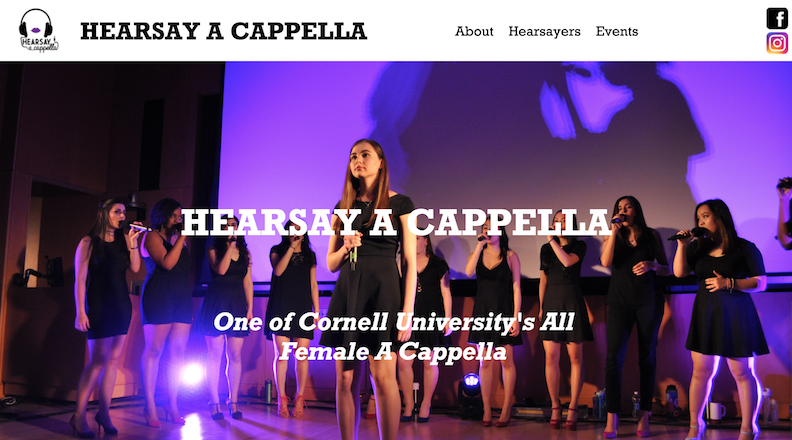 HEARSAY
a cappella
HEARSAY A CAPPELLA
About
Hearsayers
Events
HEARSAY A CAPPELLA
One of Cornell University's All
Female A Cappella